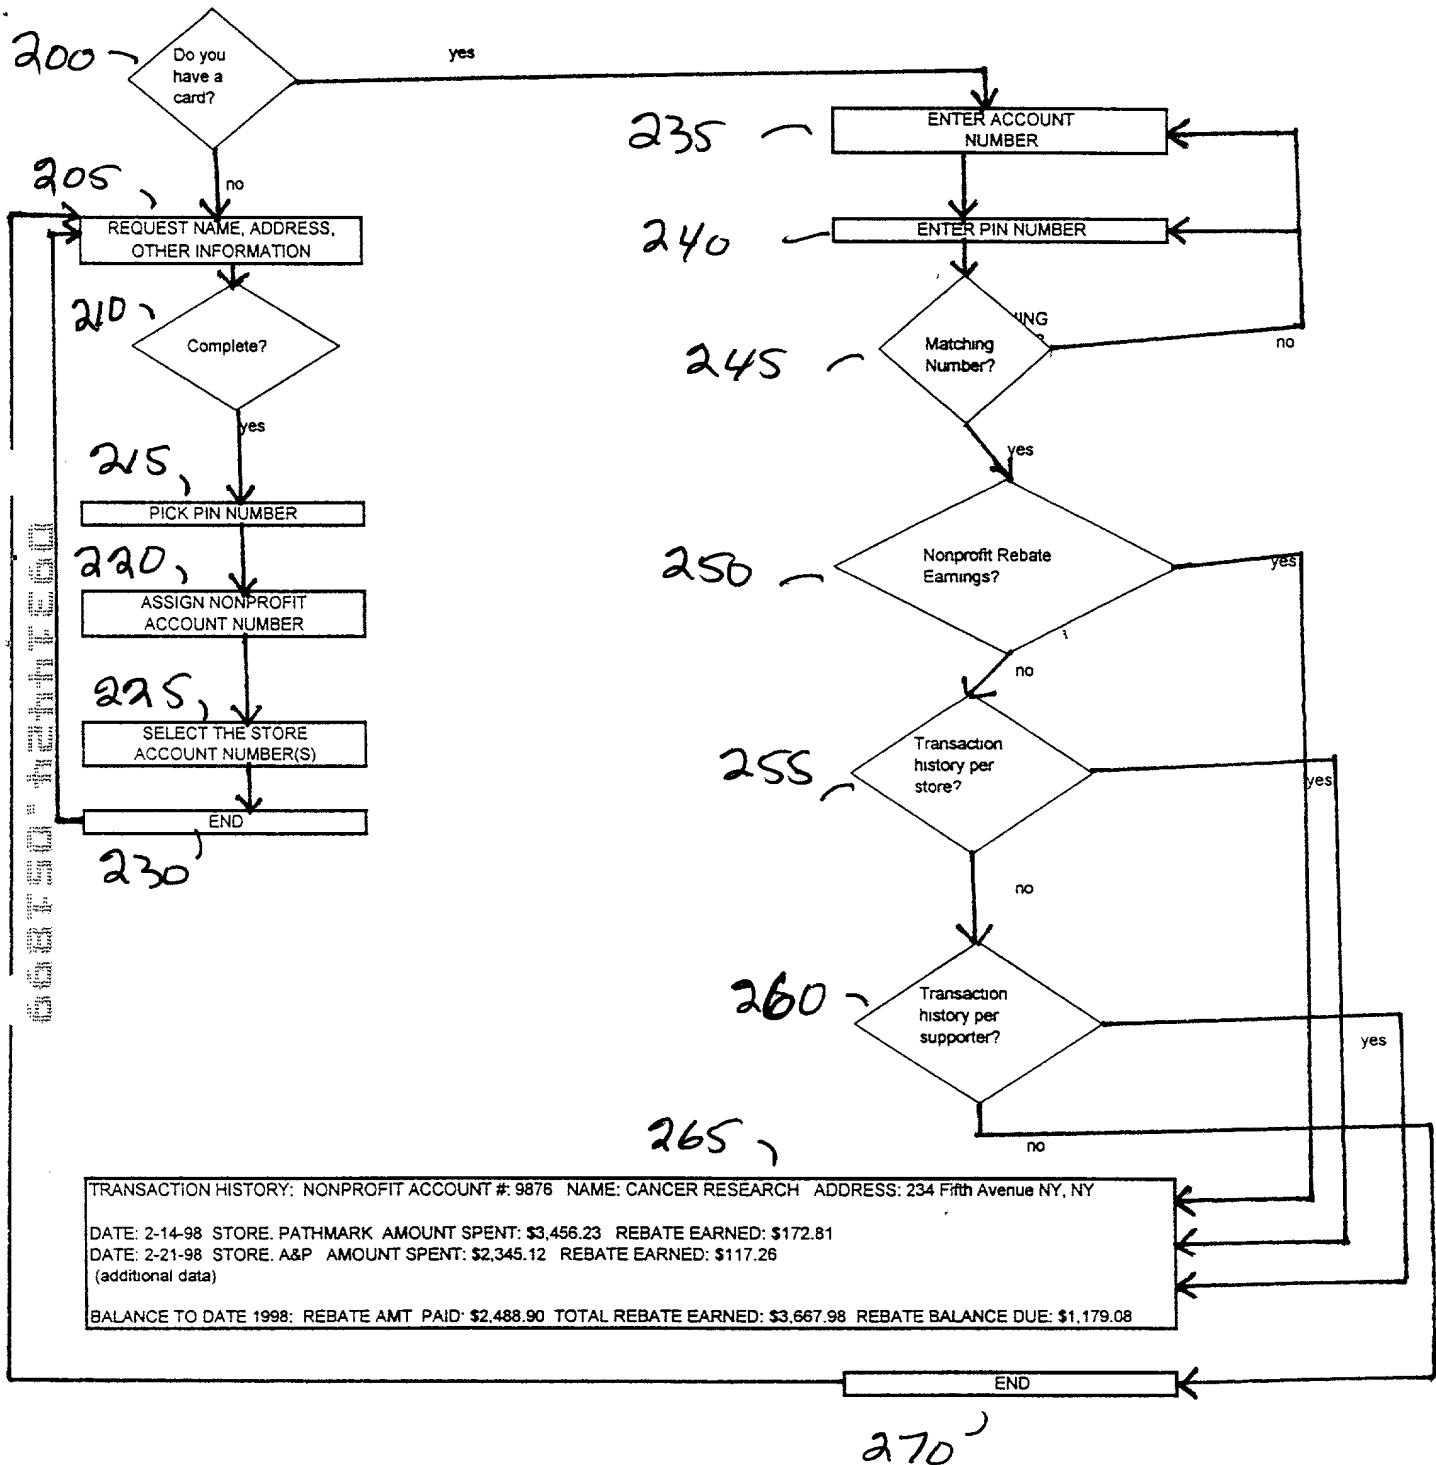 200
Do you
have a
card?
yes
no
205
REQUEST NAME, ADDRESS,
OTHER INFORMATION
210
Complete?
yes
215
PICK PIN NUMBER
220
ASSIGN NONPROFIT
ACCOUNT NUMBER
225
SELECT THE STORE
ACCOUNT NUMBER(S)
END
230
235
ENTER ACCOUNT
NUMBER
240
ENTER PIN NUMBER
245
Matching
Number?
no
yes
250
Nonprofit Rebate
Earnings?
yes
no
255
Transaction
history per
store?
yes
no
260
Transaction
history per
supporter?
yes
no
265
TRANSACTION HISTORY: NONPROFIT ACCOUNT #: 9876 NAME: CANCER RESEARCH ADDRESS: 234 Fifth Avenue NY, NY
DATE: 2-14-98 STORE. PATHMARK AMOUNT SPENT: $3,456.23 REBATE EARNED: $172.81
DATE: 2-21-98 STORE. A&P AMOUNT SPENT: $2,345.12 REBATE EARNED: $117.26
(additional data)
BALANCE TO DATE 1998: REBATE AMT PAID: $2,488.90 TOTAL REBATE EARNED: $3,667.98 REBATE BALANCE DUE: $1,179.08
END
270